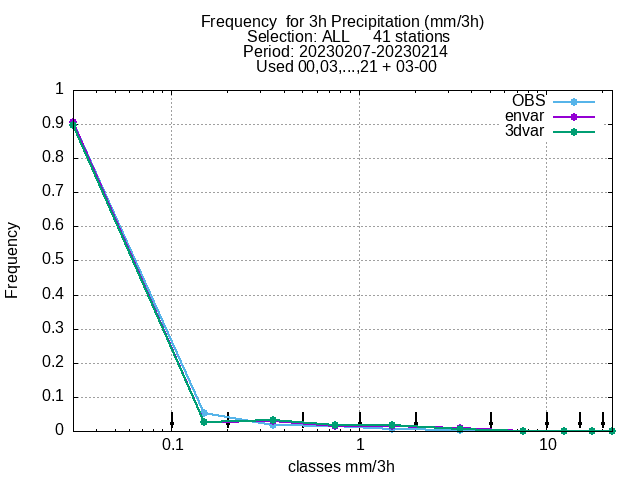 Frequency  for 3h Precipitation (mm/3h)
Selection: ALL     41 stations
Period: 20230207-20230214
Used 00,03,...,21 + 03-00
OBS
envar
3dvar
1
0.9
0.8
0.7
0.6
0.5
0.4
0.3
0.2
0.1
0
Frequency
0.1
1
10
classes mm/3h